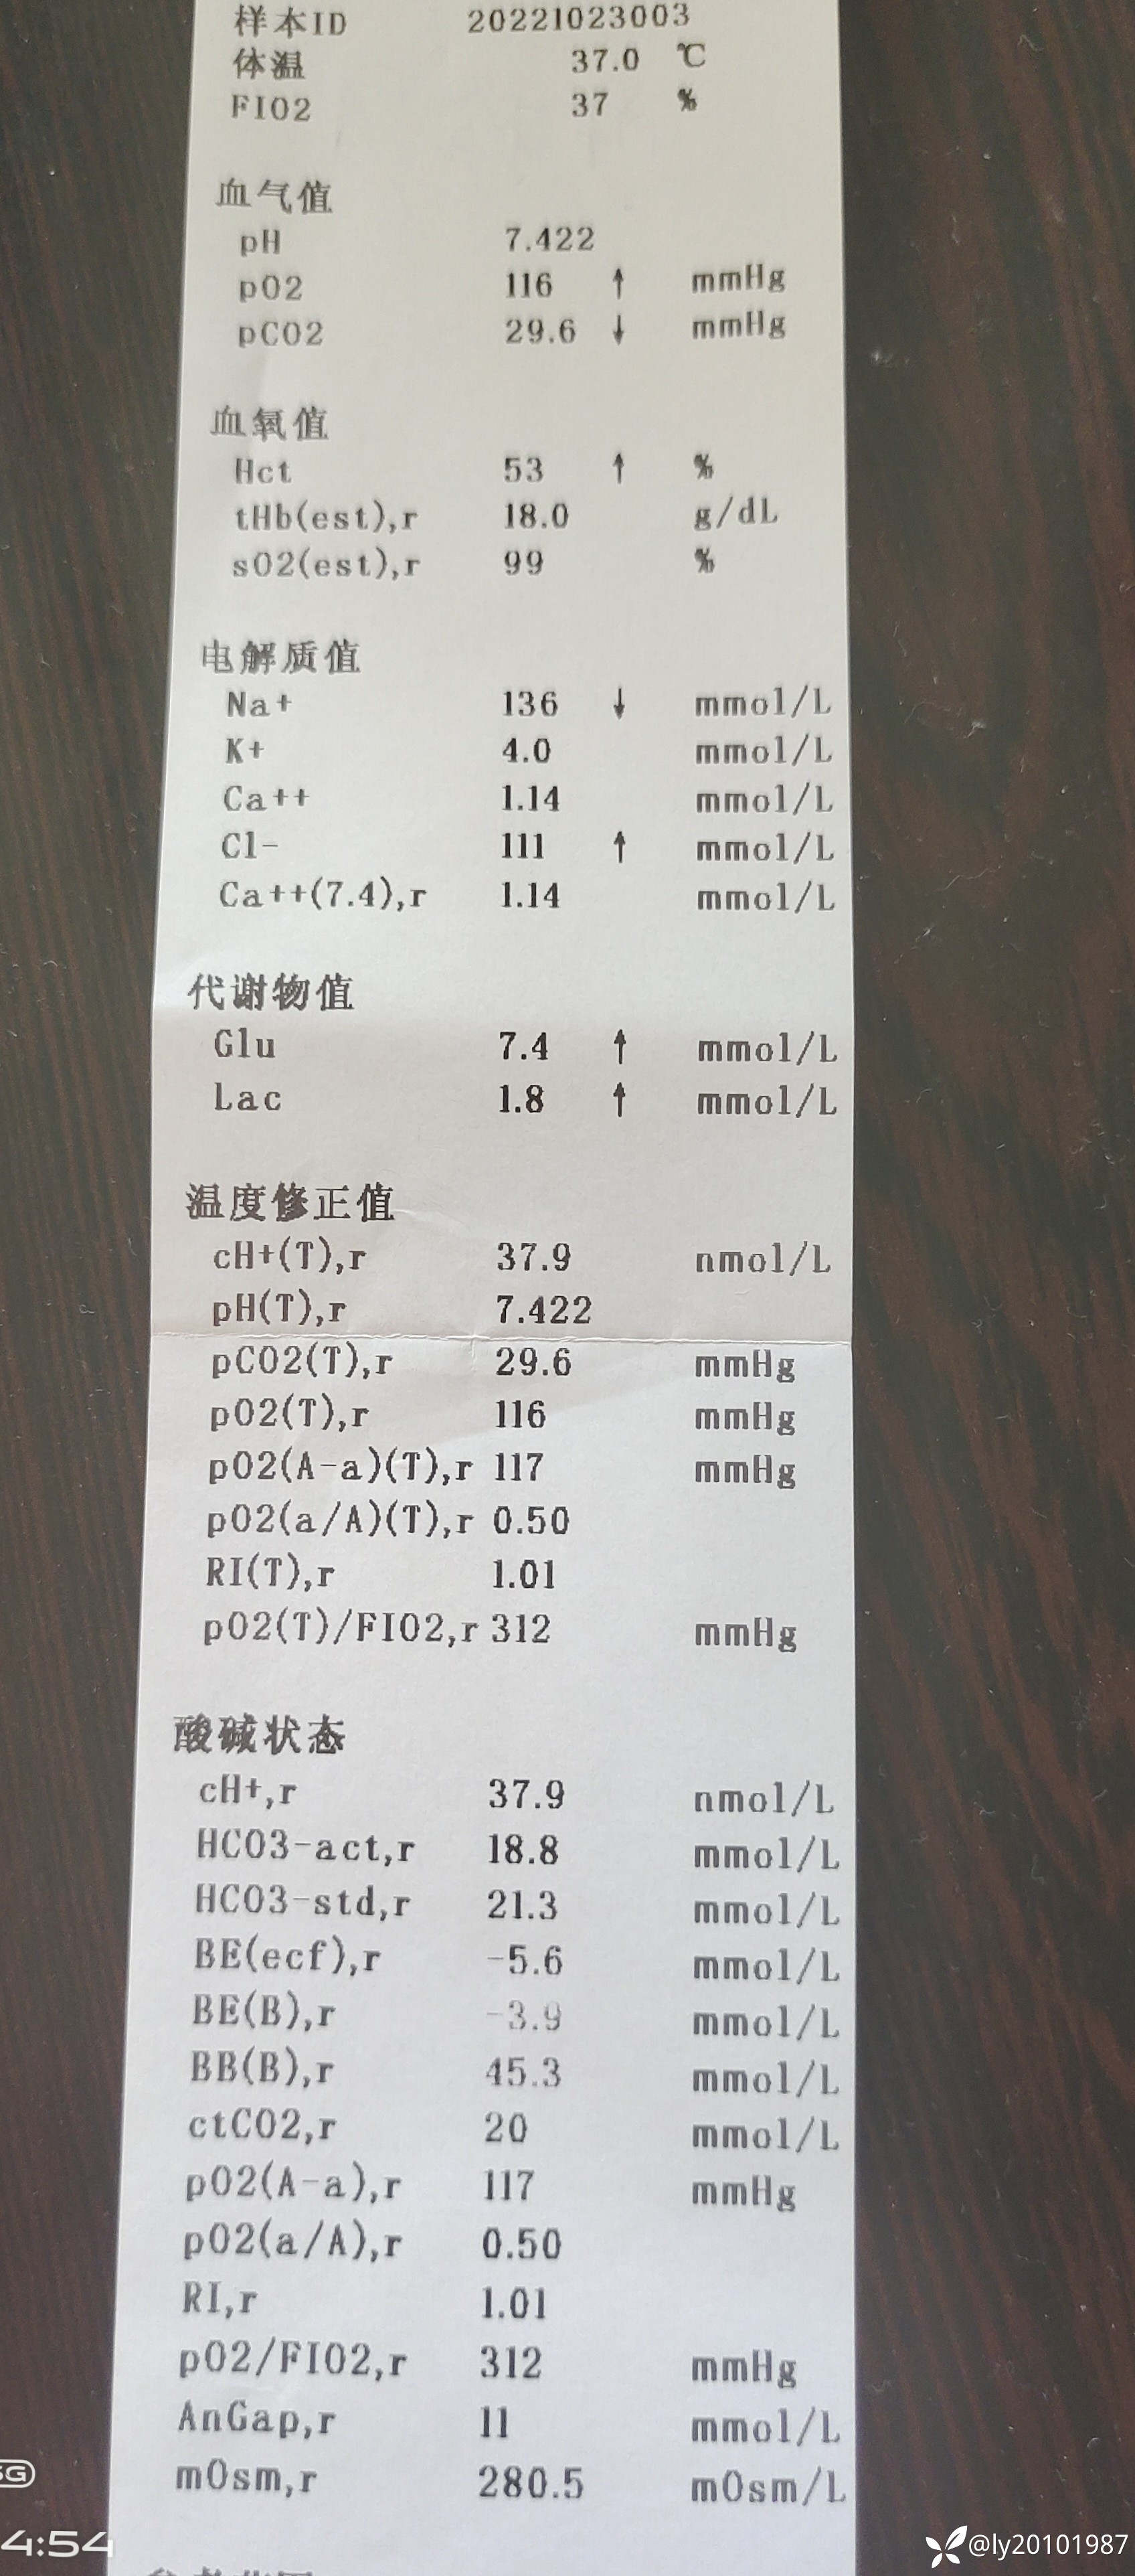 样本ID 20221023003
体温 37.0 ℃
FIO2 37 %
血气值
pH 7.422
pO2 116 ↑ mmHg
pCO2 29.6 ↓ mmHg
血氧值
Hct 53 ↑ %
tHb(est),r 18.0 g/dL
sO2(est),r 99 %
电解质值
Na+ 136 ↓ mmol/L
K+ 4.0 mmol/L
Ca++ 1.14 mmol/L
Cl- 111 ↑ mmol/L
Ca++(7.4),r 1.14 mmol/L
代谢物值
Glu 7.4 ↑ mmol/L
Lac 1.8 ↑ mmol/L
温度修正值
cH+(T),r 37.9 nmol/L
pH(T),r 7.422
pCO2(T),r 29.6 mmHg
pO2(T),r 116 mmHg
pO2(A-a)(T),r 117 mmHg
pO2(a/A)(T),r 0.50
RI(T),r 1.01
pO2(T)/FIO2,r 312 mmHg
酸碱状态
cH+,r 37.9 nmol/L
HCO3-act,r 18.8 mmol/L
HCO3-std,r 21.3 mmol/L
BE(ecf),r -5.6 mmol/L
BE(B),r -3.9 mmol/L
BB(B),r 45.3 mmol/L
ctCO2,r 20 mmol/L
pO2(A-a),r 117 mmHg
pO2(a/A),r 0.50
RI,r 1.01
pO2/FIO2,r 312 mmHg
AnGap,r 11 mmol/L
mOsm,r 280.5 mOsm/L
4:54
@ly20101987